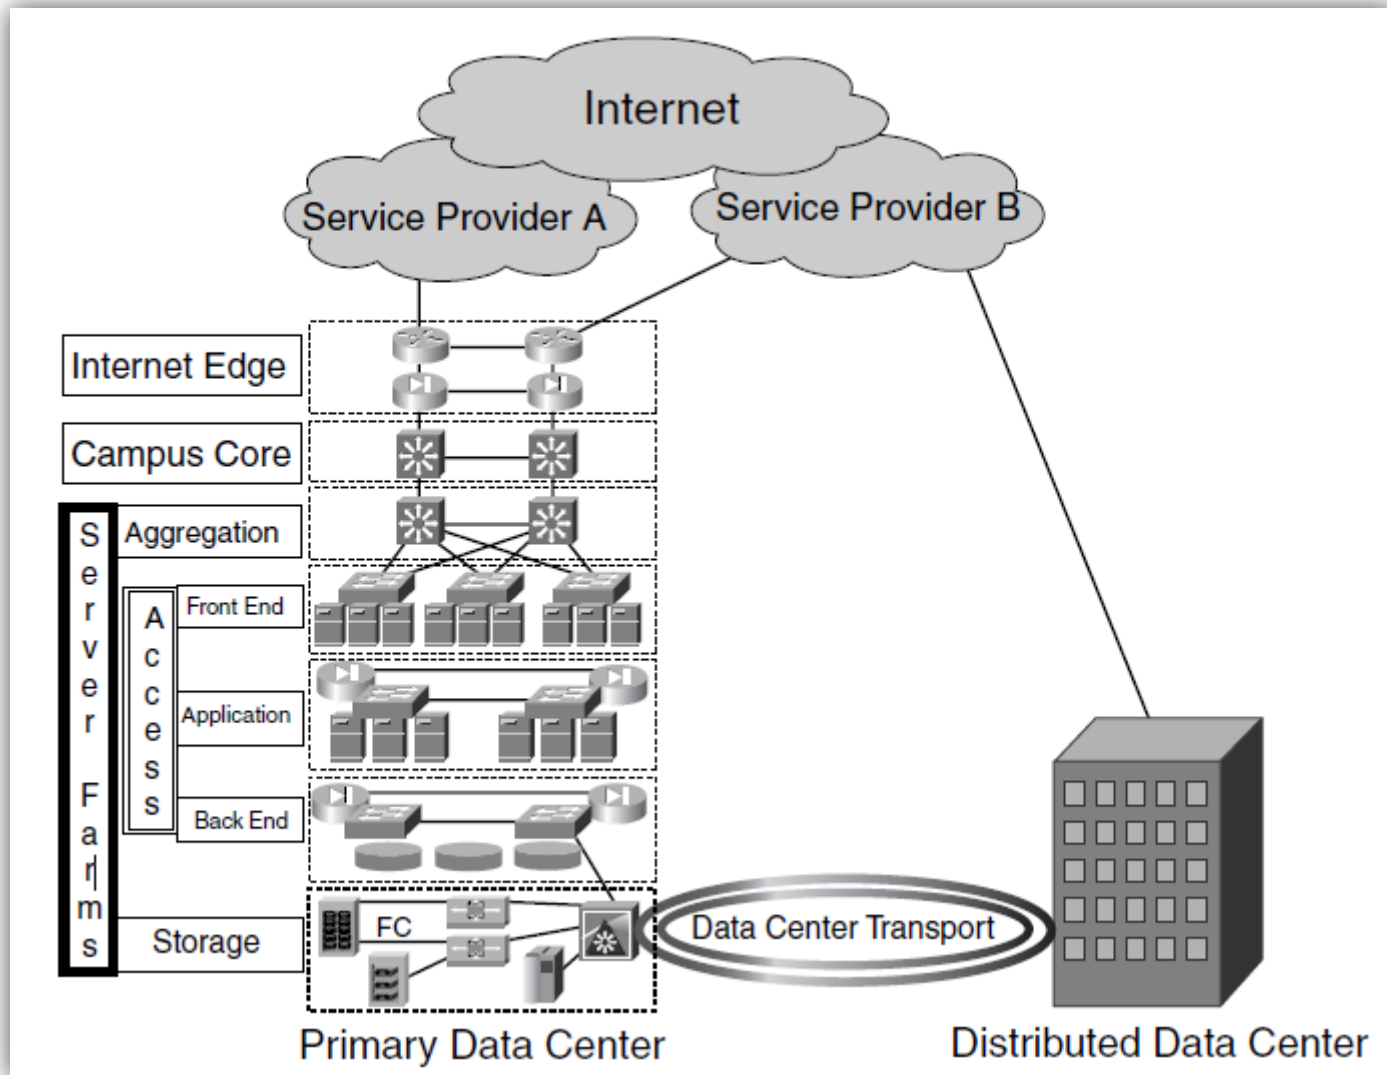 Internet
Service Provider A
Service Provider B
Internet Edge
Campus Core
Server Farms
Aggregation
Access
Front End
Application
Back End
Storage
FC
Data Center Transport
Primary Data Center
Distributed Data Center